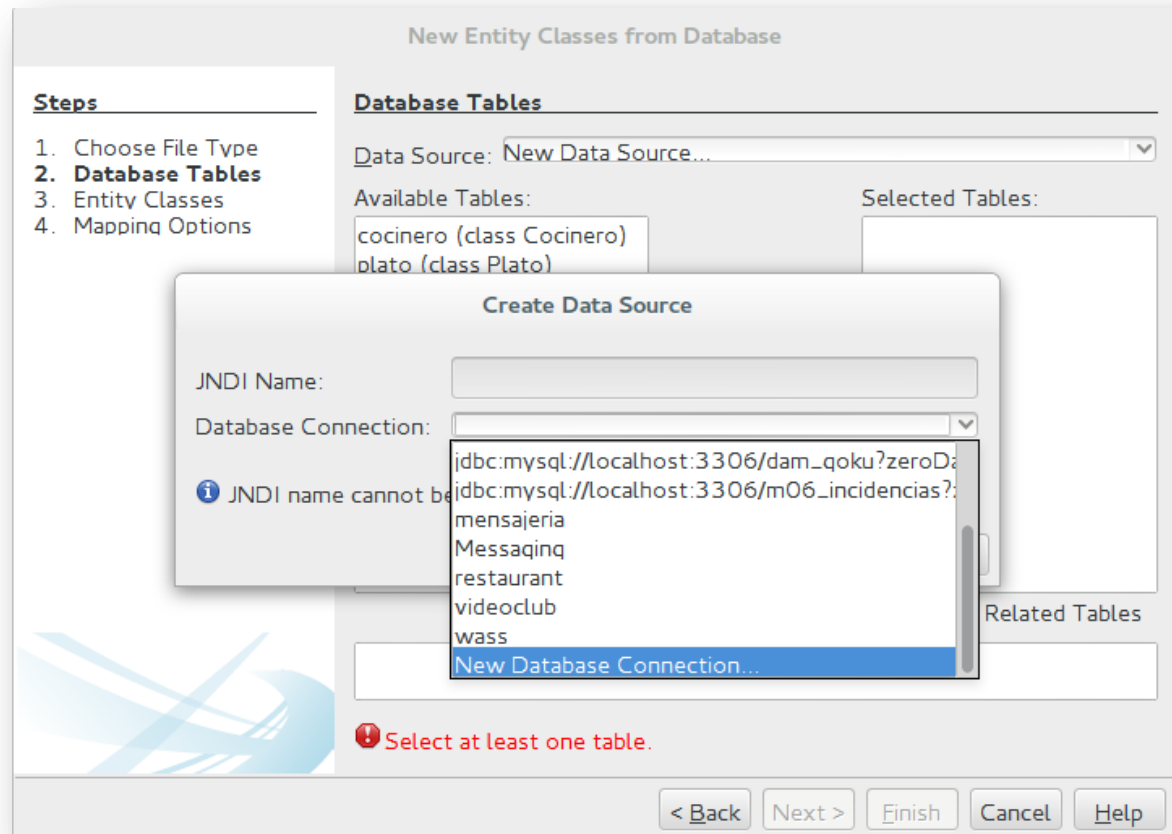 New Entity Classes from Database
Steps
1. Choose File Type
2. Database Tables
3. Entity Classes
4. Mapping Options
Database Tables
Data Source: New Data Source...
Available Tables:
Selected Tables:
cocinero (class Cocinero)
plato (class Plato)
Create Data Source
JNDI Name:
Database Connection:
JNDI name cannot be
jdbc:mysql://localhost:3306/dam_goku?zeroDa
jdbc:mysql://localhost:3306/m06_incidencias?
mensajeria
Messaging
restaurant
videoclub
wass
New Database Connection...
Related Tables
Select at least one table.
< Back
Next >
Finish
Cancel
Help